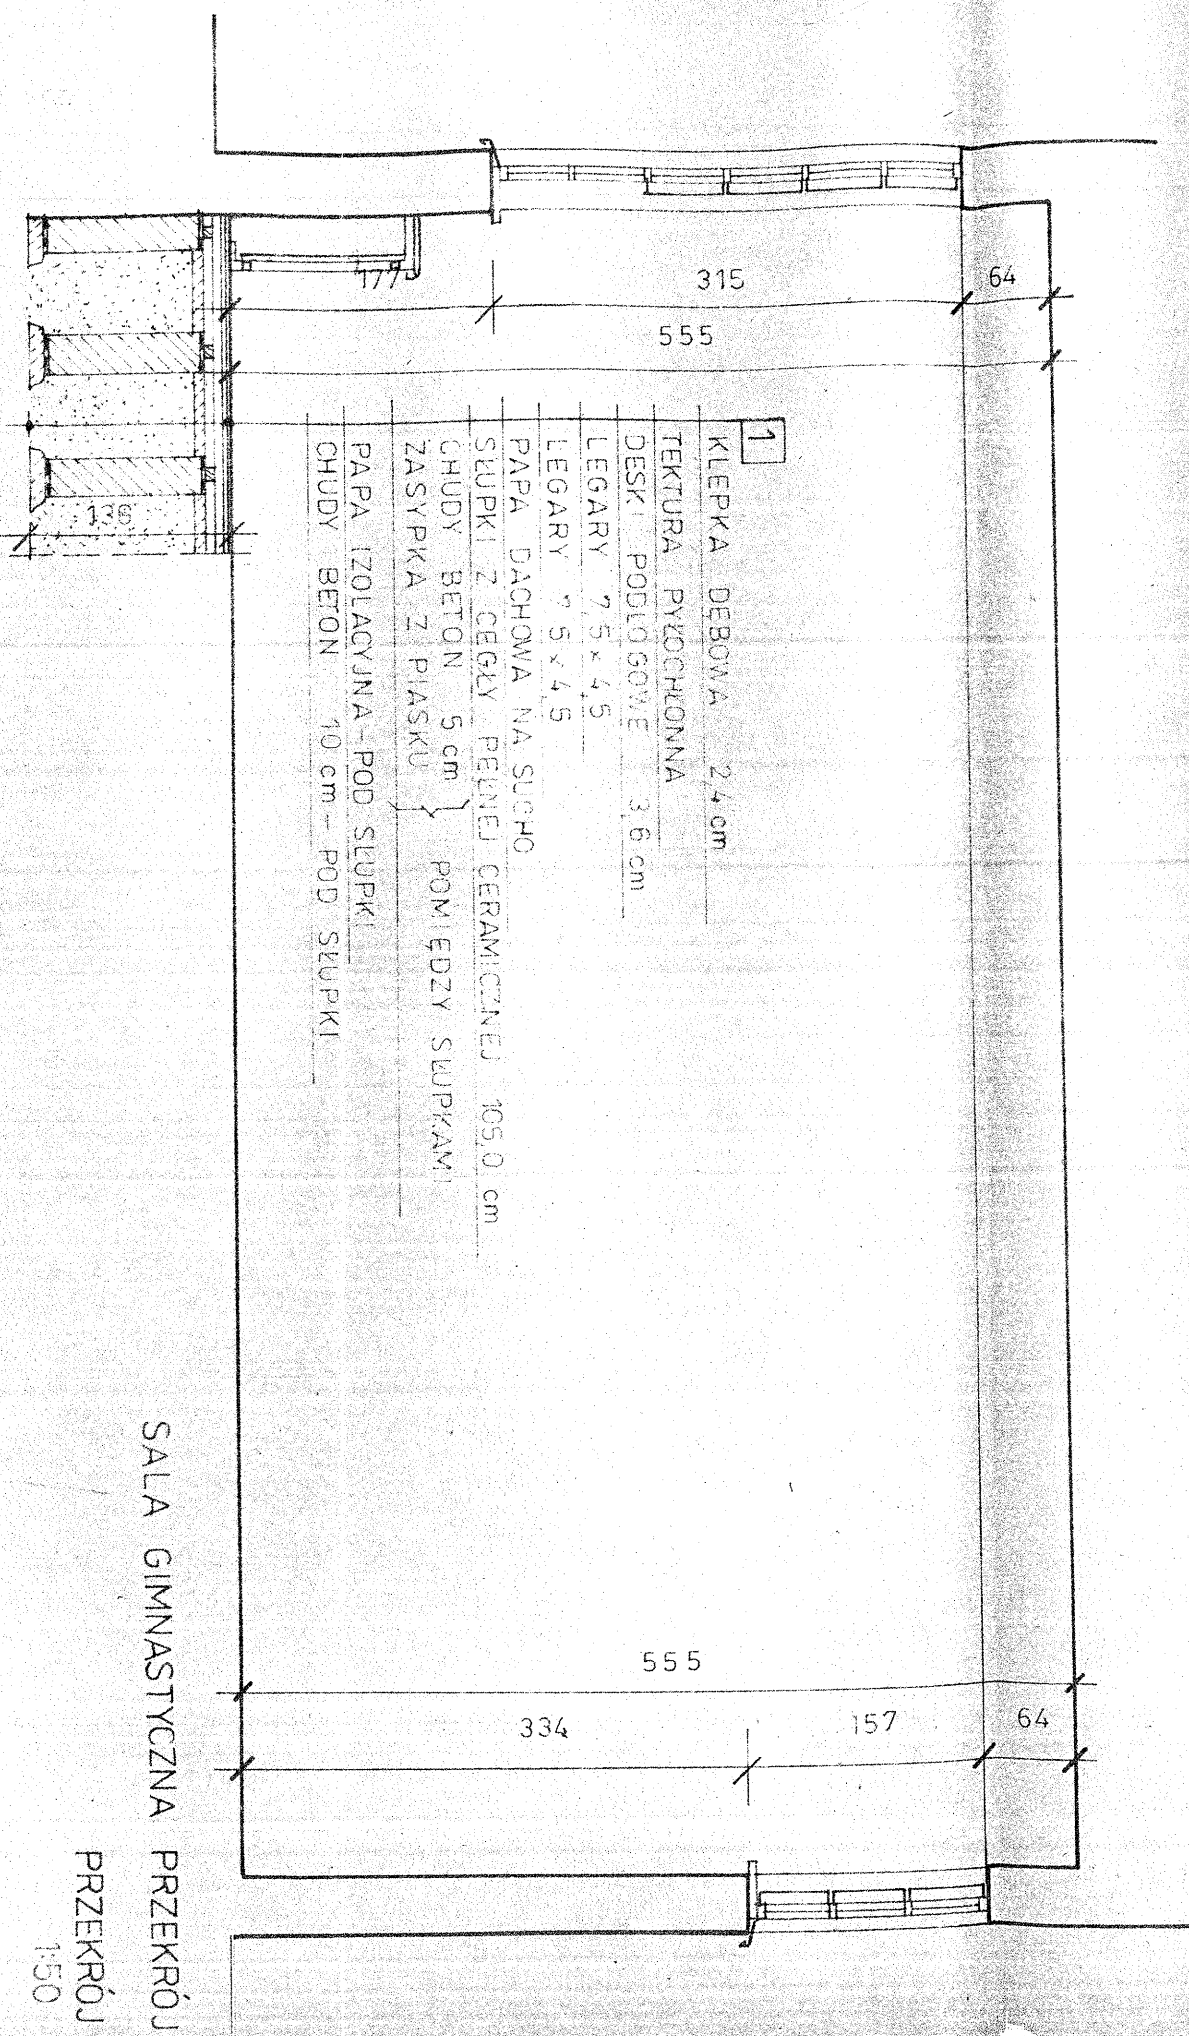 177
315
64
555
1
KLEPKA DĘBOWA 2,4 cm
TEKTURA PYŁOCHŁONNA
DESK PODŁOGOWE 3,6 cm
LEGARY 7,5 × 4,5
LEGARY 7,5 × 4,5
PAPA DACHOWA NA SUCHO
SŁUPKI Z CEGŁY PEŁNEJ CERAMICZNEJ 105,0 cm
CHUDY BETON 5 cm
ZASYPKA Z PIASKU
POMIĘDZY SŁUPKAMI
PAPA IZOLACYJNA - POD SŁUPKI
CHUDY BETON 10 cm - POD SŁUPKI
136
555
334
157
64
SALA GIMNASTYCZNA PRZEKRÓJ
PRZEKRÓJ
1:50